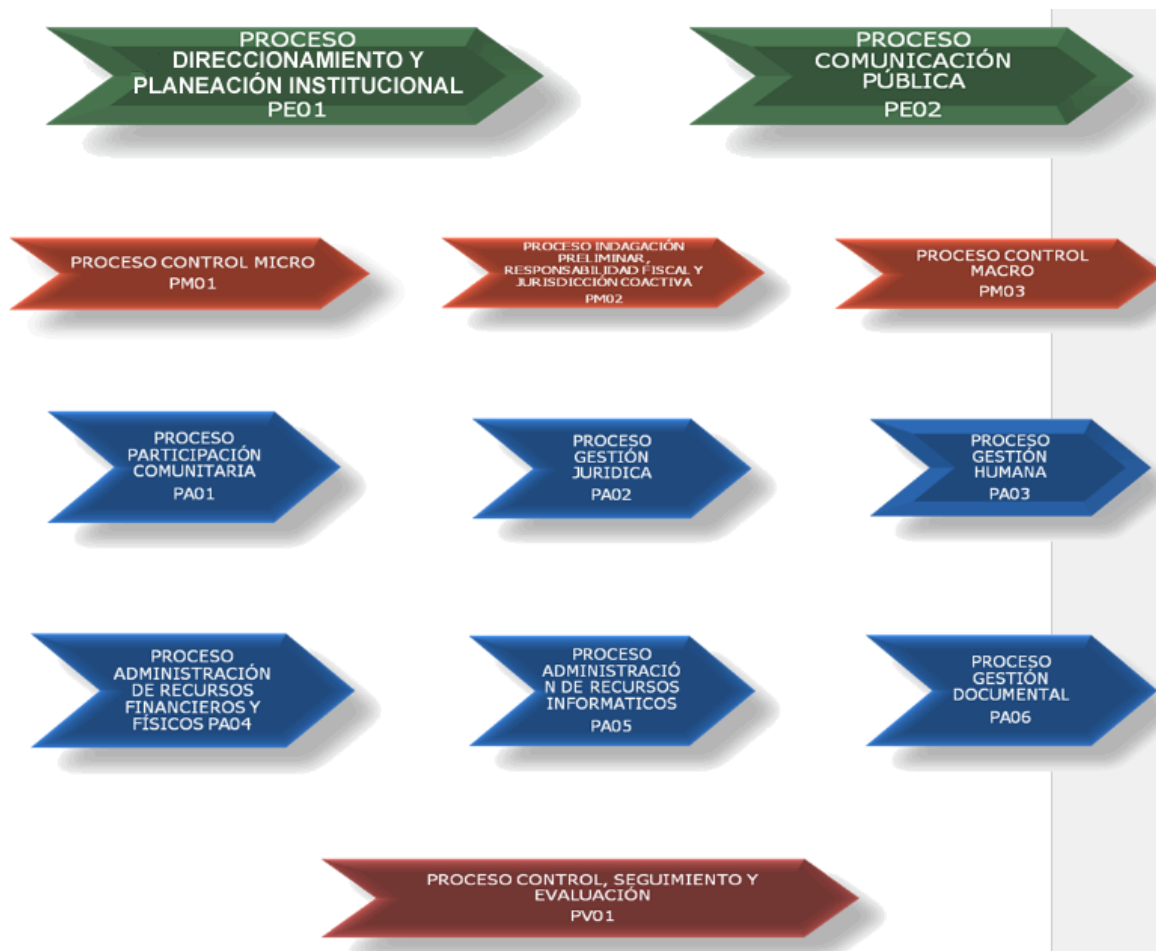 PROCESO
DIRECCIONAMIENTO Y
PLANEACIÓN INSTITUCIONAL
PE01
PROCESO
COMUNICACIÓN
PÚBLICA
PE02
PROCESO CONTROL MICRO
PM01
PROCESO INDAGACIÓN
PRELIMINAR,
RESPONSABILIDAD FISCAL Y
JURISDICCIÓN COACTIVA
PM02
PROCESO CONTROL
MACRO
PM03
PROCESO
PARTICIPACIÓN
COMUNITARIA
PA01
PROCESO
GESTIÓN
JURIDICA
PA02
PROCESO
GESTIÓN
HUMANA
PA03
PROCESO
ADMINISTRACIÓN
DE RECURSOS
FINANCIEROS Y
FÍSICOS PA04
PROCESO
ADMINISTRACIÓ
N DE RECURSOS
INFORMATICOS
PA05
PROCESO
GESTIÓN
DOCUMENTAL
PA06
PROCESO CONTROL, SEGUIMIENTO Y
EVALUACIÓN
PV01